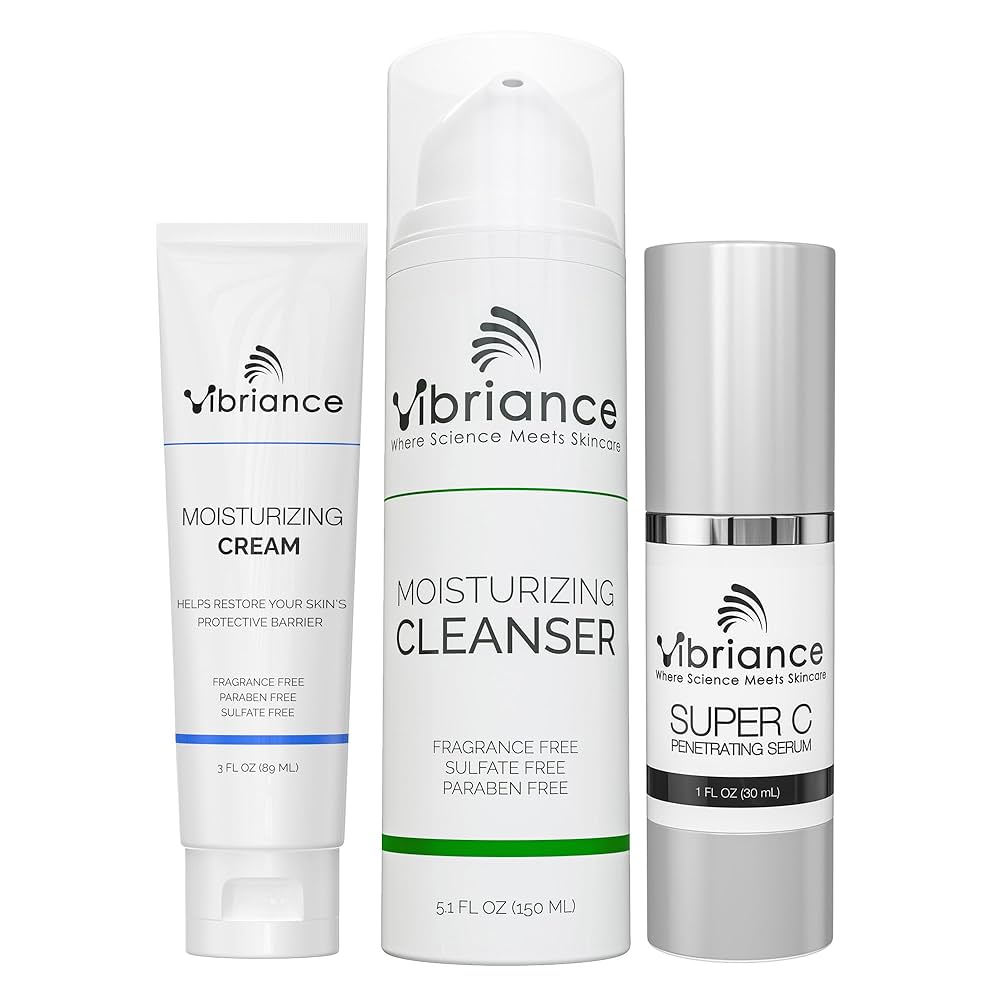 Vibriance
MOISTURIZING
CREAM
HELPS RESTORE YOUR SKIN'S
PROTECTIVE BARRIER
FRAGRANCE FREE
PARABEN FREE
SULFATE FREE
3 FL OZ (89 ML)
Vibriance
Where Science Meets Skincare
MOISTURIZING
CLEANSER
FRAGRANCE FREE
SULFATE FREE
PARABEN FREE
5.1 FL OZ (150 ML)
Vibriance
Where Science Meets Skincare
SUPER C
PENETRATING SERUM
1 FL OZ (30 mL)